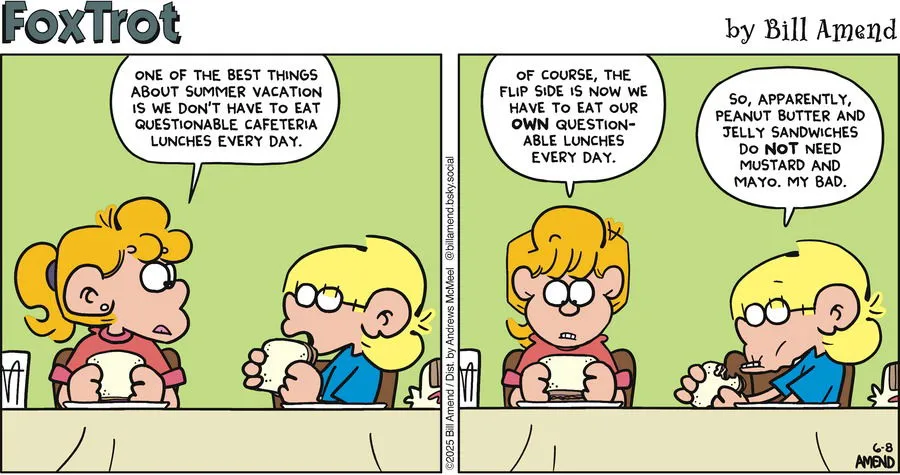 FOXTROT
by Bill Amend
ONE OF THE BEST THINGS
ABOUT SUMMER VACATION
IS WE DON'T HAVE TO EAT
QUESTIONABLE CAFETERIA
LUNCHES EVERY DAY.
©2025 Bill Amend / Dist. by Andrews McMeel @billamend.bsky.social
OF COURSE, THE
FLIP SIDE IS NOW WE
HAVE TO EAT OUR
OWN QUESTION-
ABLE LUNCHES
EVERY DAY.
SO, APPARENTLY,
PEANUT BUTTER AND
JELLY SANDWICHES
DO NOT NEED
MUSTARD AND
MAYO. MY BAD.
6-8
AMEND